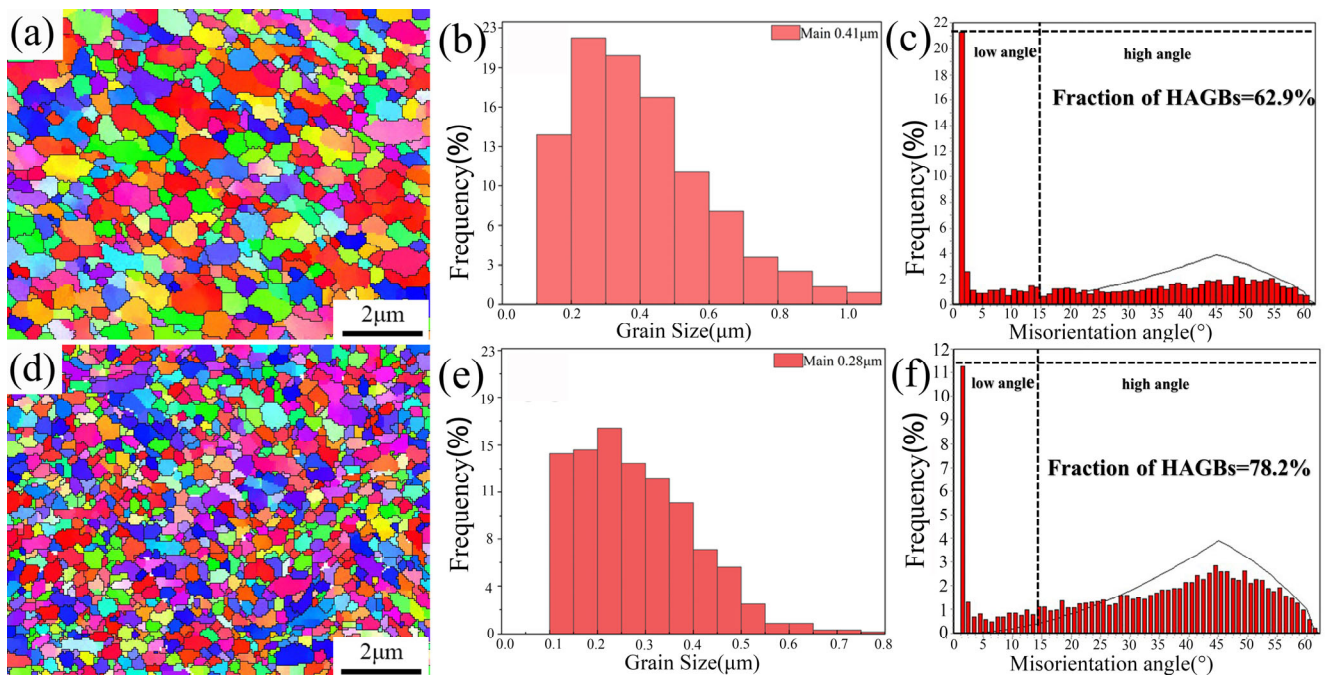 (a)
2μm
(b)
Main 0.41μm
Frequency(%)
23
19
16
13
10
6
3
0
0.0 0.2 0.4 0.6 0.8 1.0
Grain Size(μm)
(c)
low angle high angle
Fraction of HAGBs=62.9%
Frequency(%)
22
21
20
18
16
14
12
10
8
6
4
2
0
0 5 10 15 20 25 30 35 40 45 50 55 60
Misorientation angle(°)
(d)
2μm
(e)
Main 0.28μm
Frequency(%)
23
19
15
11
8
4
0
0.0 0.1 0.2 0.3 0.4 0.5 0.6 0.7 0.8
Grain Size(μm)
(f)
low angle high angle
Fraction of HAGBs=78.2%
Frequency(%)
12
11
10
9
8
7
6
5
4
3
2
1
0
0 5 10 15 20 25 30 35 40 45 50 55 60
Misorientation angle(°)